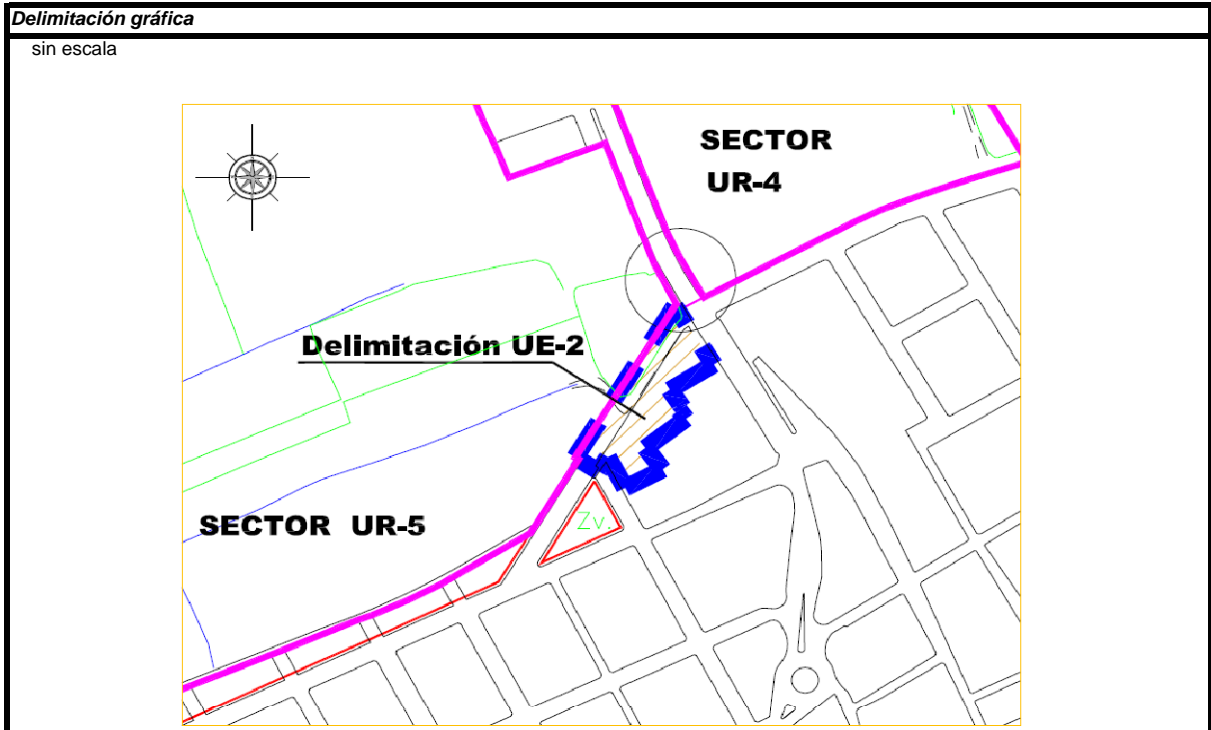 Delimitación gráfica
sin escala
SECTOR
UR-4
Delimitación UE-2
SECTOR UR-5
Zv.